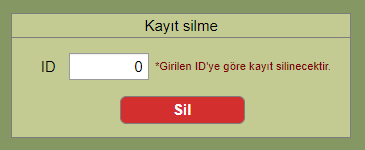 Kayıt silme
ID 0 *Girilen ID'ye göre kayıt silinecektir.
Sil